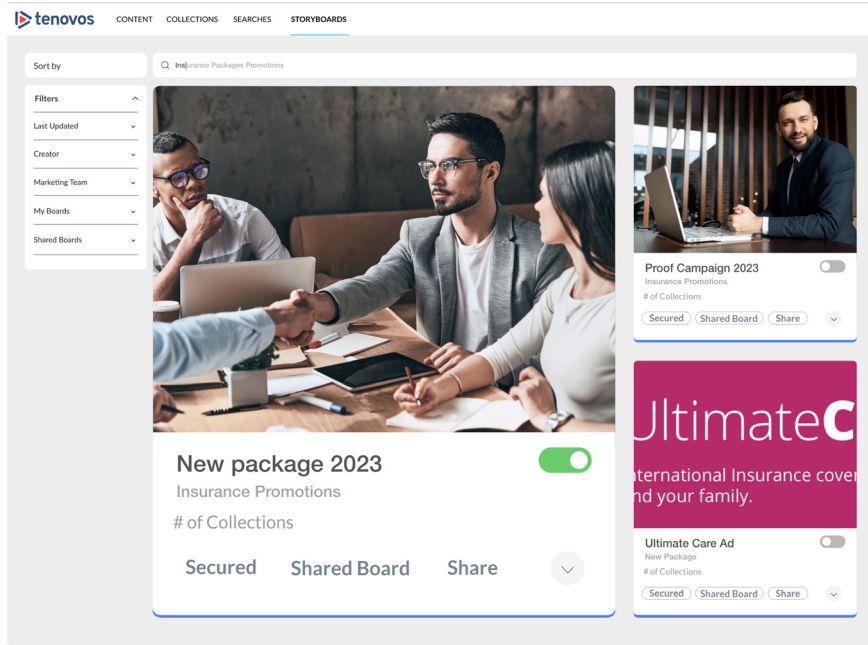 tenovos
CONTENT COLLECTIONS SEARCHES STORYBOARDS
Sort by
Insurance Packages Promotions
Filters
Last Updated
Creator
Marketing Team
My Boards
Shared Boards
New package 2023
Insurance Promotions
# of Collections
Secured Shared Board Share
Proof Campaign 2023
Insurance Promotions
# of Collections
Secured Shared Board Share
UltimateC
nternational Insurance cover
nd your family.
Ultimate Care Ad
New Package
# of Collections
Secured Shared Board Share